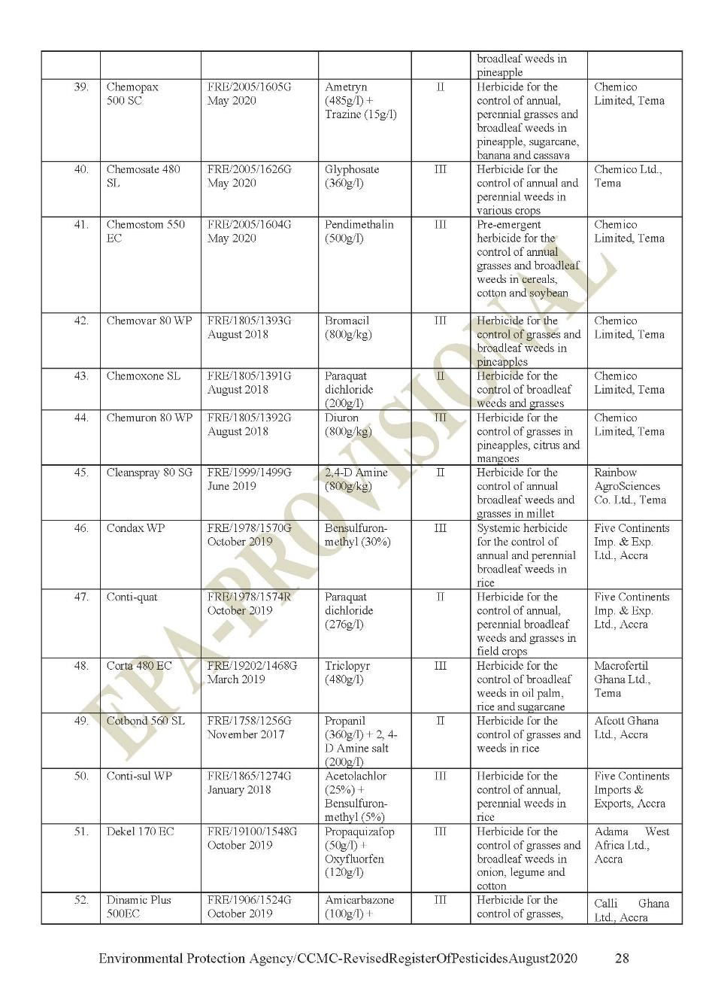 broadleaf weeds in
pineapple
39. Chemopax FRE/2005/1605G Ametryn II Herbicide for the Chemico
500 SC May 2020 (485g/l) + control of annual, Limited, Tema
Trazine (15g/l) perennial grasses and
broadleaf weeds in
pineapple, sugarcane,
banana and cassava
40. Chemosate 480 FRE/2005/1626G Glyphosate III Herbicide for the Chemico Ltd.,
SL May 2020 (360g/l) control of annual and Tema
perennial weeds in
various crops
41. Chemostom 550 FRE/2005/1604G Pendimethalin III Pre-emergent Chemico
EC May 2020 (500g/l) herbicide for the Limited, Tema
control of annual
grasses and broadleaf
weeds in cereals,
cotton and soybean
42. Chemovar 80 WP FRE/1805/1393G Bromacil III Herbicide for the Chemico
August 2018 (800g/kg) control of grasses and Limited, Tema
broadleaf weeds in
pineapples
43. Chemoxone SL FRE/1805/1391G Paraquat II Herbicide for the Chemico
August 2018 dichloride control of broadleaf Limited, Tema
(200g/l) weeds and grasses
44. Chemuron 80 WP FRE/1805/1392G Diuron III Herbicide for the Chemico
August 2018 (800g/kg) control of grasses in Limited, Tema
pineapples, citrus and
mangoes
45. Cleanspray 80 SG FRE/1999/1499G 2,4-D Amine II Herbicide for the Rainbow
June 2019 (800g/kg) control of annual AgroSciences
broadleaf weeds and Co. Ltd., Tema
grasses in millet
46. Condax WP FRE/1978/1570G Bensulfuron- III Systemic herbicide Five Continents
October 2019 methyl (30%) for the control of Imp. & Exp.
annual and perennial Ltd., Accra
broadleaf weeds in
rice
47. Conti-quat FRE/1978/1574R Paraquat II Herbicide for the Five Continents
October 2019 dichloride control of annual, Imp. & Exp.
(276g/l) perennial broadleaf Ltd., Accra
weeds and grasses in
field crops
48. Corta 480 EC FRE/19202/1468G Triclopyr III Herbicide for the Macrofertil
March 2019 (480g/l) control of broadleaf Ghana Ltd.,
weeds in oil palm, Tema
rice and sugarcane
49. Cotbond 560 SL FRE/1758/1256G Propanil II Herbicide for the Afcott Ghana
November 2017 (360g/l) + 2, 4- control of grasses and Ltd., Accra
D Amine salt weeds in rice
(200g/l)
50. Conti-sul WP FRE/1865/1274G Acetolachlor III Herbicide for the Five Continents
January 2018 (25%) + control of annual, Imports &
Bensulfuron- perennial weeds in Exports, Accra
methyl (5%) rice
51. Dekel 170 EC FRE/19100/1548G Propaquizafop III Herbicide for the Adama West
October 2019 (50g/l) + control of grasses and Africa Ltd.,
Oxyfluorfen broadleaf weeds in Accra
(120g/l) onion, legume and
cotton
52. Dinamic Plus FRE/1906/1524G Amicarbazone III Herbicide for the Calli Ghana
500EC October 2019 (100g/l) + control of grasses, Ltd., Accra
EPA-PROVISIONAL
Environmental Protection Agency/CCMC-RevisedRegisterOfPesticidesAugust2020 28